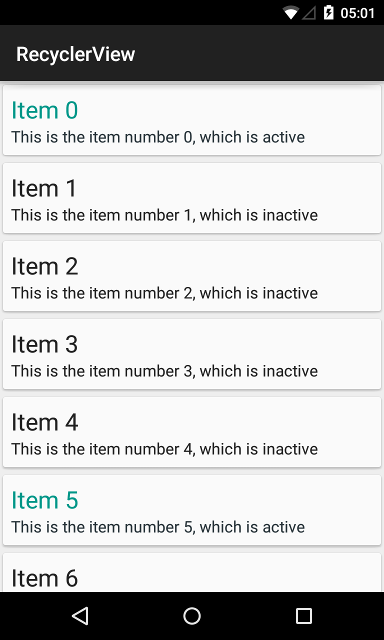 05:01
RecyclerView
Item 0
This is the item number 0, which is active
Item 1
This is the item number 1, which is inactive
Item 2
This is the item number 2, which is inactive
Item 3
This is the item number 3, which is inactive
Item 4
This is the item number 4, which is inactive
Item 5
This is the item number 5, which is active
Item 6